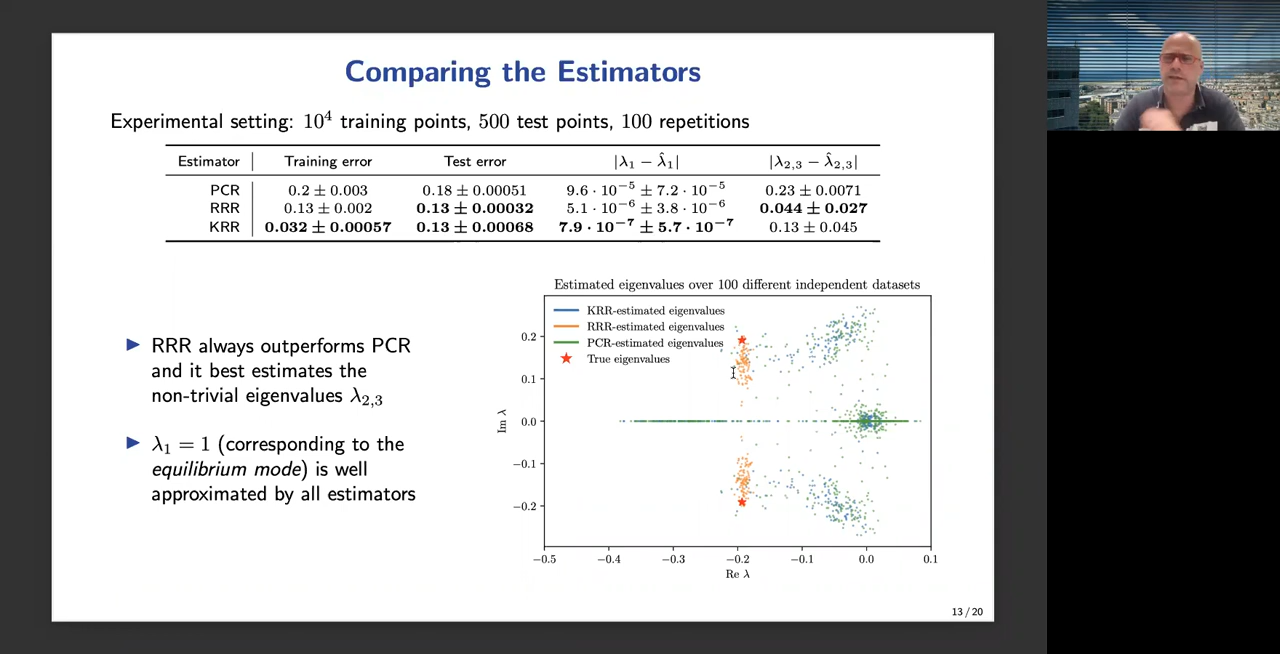 Comparing the Estimators
Experimental setting: 10⁴ training points, 500 test points, 100 repetitions
Estimator Training error Test error |λ₁ − λ̂₁| |λ₂,₃ − λ̂₂,₃|
PCR 0.2 ± 0.003 0.18 ± 0.00051 9.6 · 10⁻⁵ ± 7.2 · 10⁻⁵ 0.23 ± 0.0071
RRR 0.13 ± 0.002 0.13 ± 0.00032 5.1 · 10⁻⁶ ± 3.8 · 10⁻⁶ 0.044 ± 0.027
KRR 0.032 ± 0.00057 0.13 ± 0.00068 7.9 · 10⁻⁷ ± 5.7 · 10⁻⁷ 0.13 ± 0.045
RRR always outperforms PCR
and it best estimates the
non-trivial eigenvalues λ₂,₃
λ₁ = 1 (corresponding to the
equilibrium mode) is well
approximated by all estimators
Estimated eigenvalues over 100 different independent datasets
KRR-estimated eigenvalues
RRR-estimated eigenvalues
PCR-estimated eigenvalues
True eigenvalues
0.2
0.1
0.0
−0.1
−0.2
Im λ
−0.5 −0.4 −0.3 −0.2 −0.1 0.0 0.1
Re λ
13 / 20